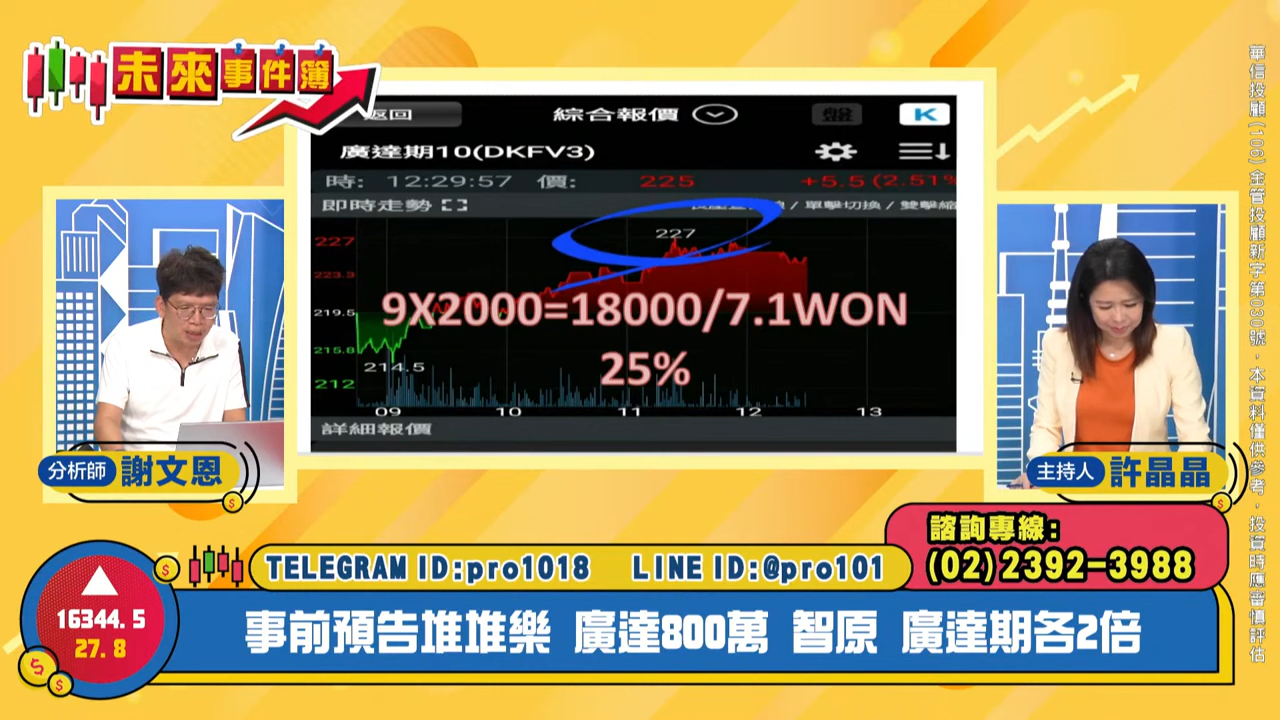 未來事件簿
返回
綜合報價
盤
K
廣達期10(DKFV3)
時: 12:29:57 價: 225 +5.5 (2.51%
即時走勢
/ 單擊切換 / 雙擊縮
227
227
223.3
219.5
9X2000=18000/7.1WON
215.8
25%
214.5
212
09 10 11 12 13
詳細報價
分析師 謝文恩
主持人 許晶晶
諮詢專線:
(02)2392-3988
TELEGRAM ID:pro1018 LINE ID:@pro101
16344.5
27.8
事前預告堆堆樂 廣達800萬 智原 廣達期各2倍
華信投顧(108)金管投顧新字第030號，本資料僅供參考，投資時應審慎評估